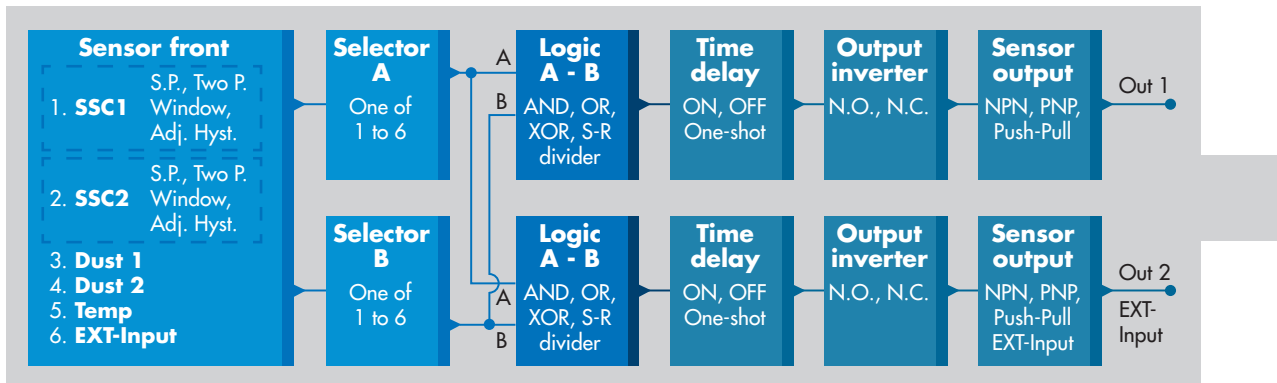 Sensor front
1. SSC1
S.P., Two P.
Window,
Adj. Hyst.
2. SSC2
S.P., Two P.
Window,
Adj. Hyst.
3. Dust 1
4. Dust 2
5. Temp
6. EXT-Input
Selector
A
One of
1 to 6
A
B
Logic
A - B
AND, OR,
XOR, S-R
divider
Time
delay
ON, OFF
One-shot
Output
inverter
N.O., N.C.
Sensor
output
NPN, PNP,
Push-Pull
Out 1
Selector
B
One of
1 to 6
A
B
Logic
A - B
AND, OR,
XOR, S-R
divider
Time
delay
ON, OFF
One-shot
Output
inverter
N.O., N.C.
Sensor
output
NPN, PNP,
Push-Pull
EXT-Input
Out 2
EXT-
Input